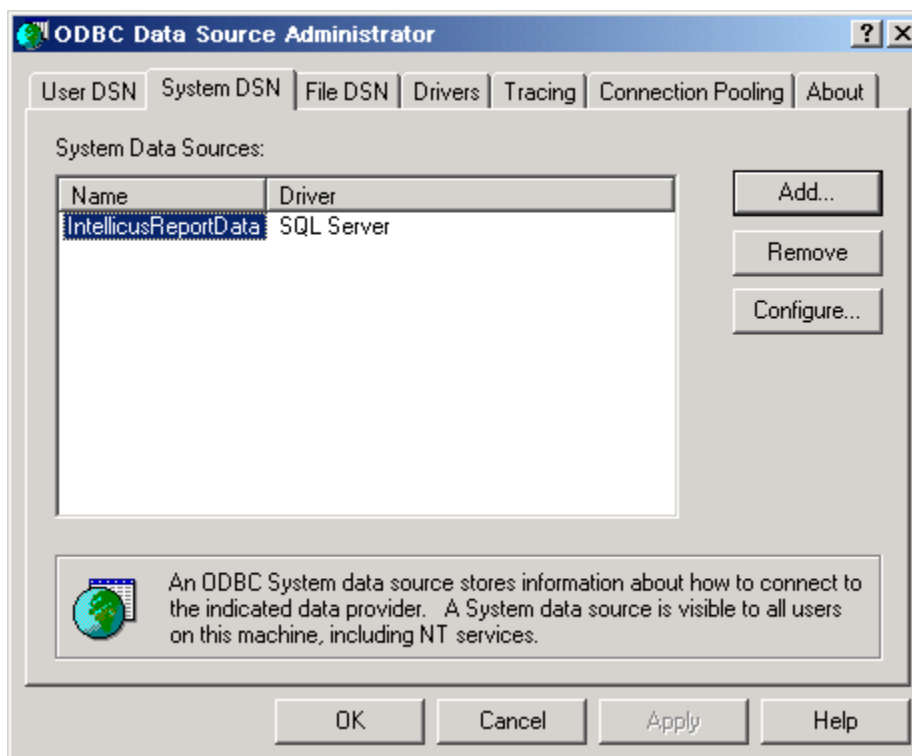 ODBC Data Source Administrator
User DSN System DSN File DSN Drivers Tracing Connection Pooling About
System Data Sources:
Name Driver
IntellicusReportData SQL Server
Add...
Remove
Configure...
An ODBC System data source stores information about how to connect to
the indicated data provider. A System data source is visible to all users
on this machine, including NT services.
OK Cancel Apply Help